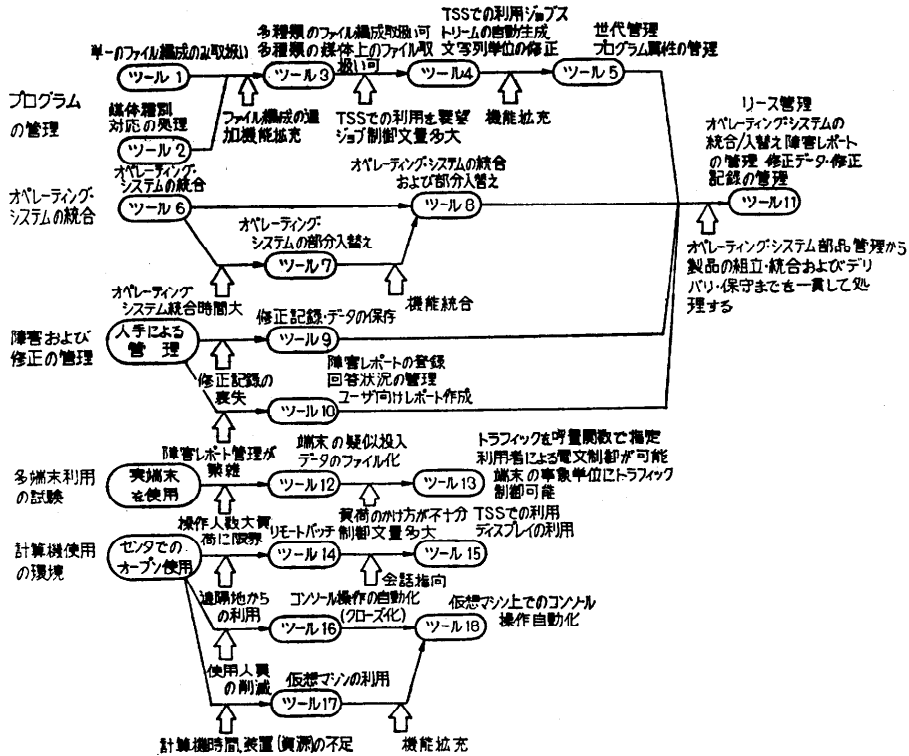 単一のファイル編成のみ取扱い
多種類のファイル編成取扱い可
多種類の媒体上のファイル取
扱い可
TSSでの利用ジョブス
トリームの自動生成
文字列単位の修正
世代管理
プログラム属性の管理
ツール 1
ツール 3
ツール4
ツール 5
プログラム
の管理
媒体種別
対応の処理
ファイル編成の追
加機能拡充
TSSでの利用を要望
ジョブ制御文量多大
機能拡充
ツール 2
リース管理
オペレーティング・システムの
統合/入替え障害レポート
の管理 修正データ・修正
記録の管理
ツール11
オペレーティング・
システムの統合
オペレーティング・
システムの統合
ツール 6
オペレーティング・システムの統合
および部分入替え
ツール 8
オペレーティング・
システムの部分入替え
ツール 7
オペレーティング・システム部品管理から
製品の組立・統合およびデリ
バリ・保守までを一貫して処
理する
オペレーティング・
システム統合時間大
機能統合
障害および
修正の管理
人手による
管理
修正記録・データの保存
ツール 9
修正記録の
喪失
障害レポートの登録
回答状況の管理
ユーザ向けレポート作成
ツール 10
障害レポート管理が
繁雑
多端末利用
の試験
実端末
を使用
端末の疑似投入
データのファイル化
ツール 12
ツール 13
トラフィックを呼量関数で指定
利用者による電文制御が可能
端末の事象単位にトラフィック
制御可能
操作人数大負
荷に限界
負荷のかけ方が不十分
制御文量多大
計算機使用
の環境
センタでの
オープン使用
リモートバッチ
ツール 14
TSSでの利用
ディスプレイの利用
ツール 15
遠隔地から
の利用
会話指向
コンソール操作の自動化
(クローズ化)
ツール 16
仮想マシン上でのコンソール
操作自動化
ツール 18
使用人員
の削減
仮想マシンの利用
ツール17
計算機時間、装置(資源)の不足
機能拡充